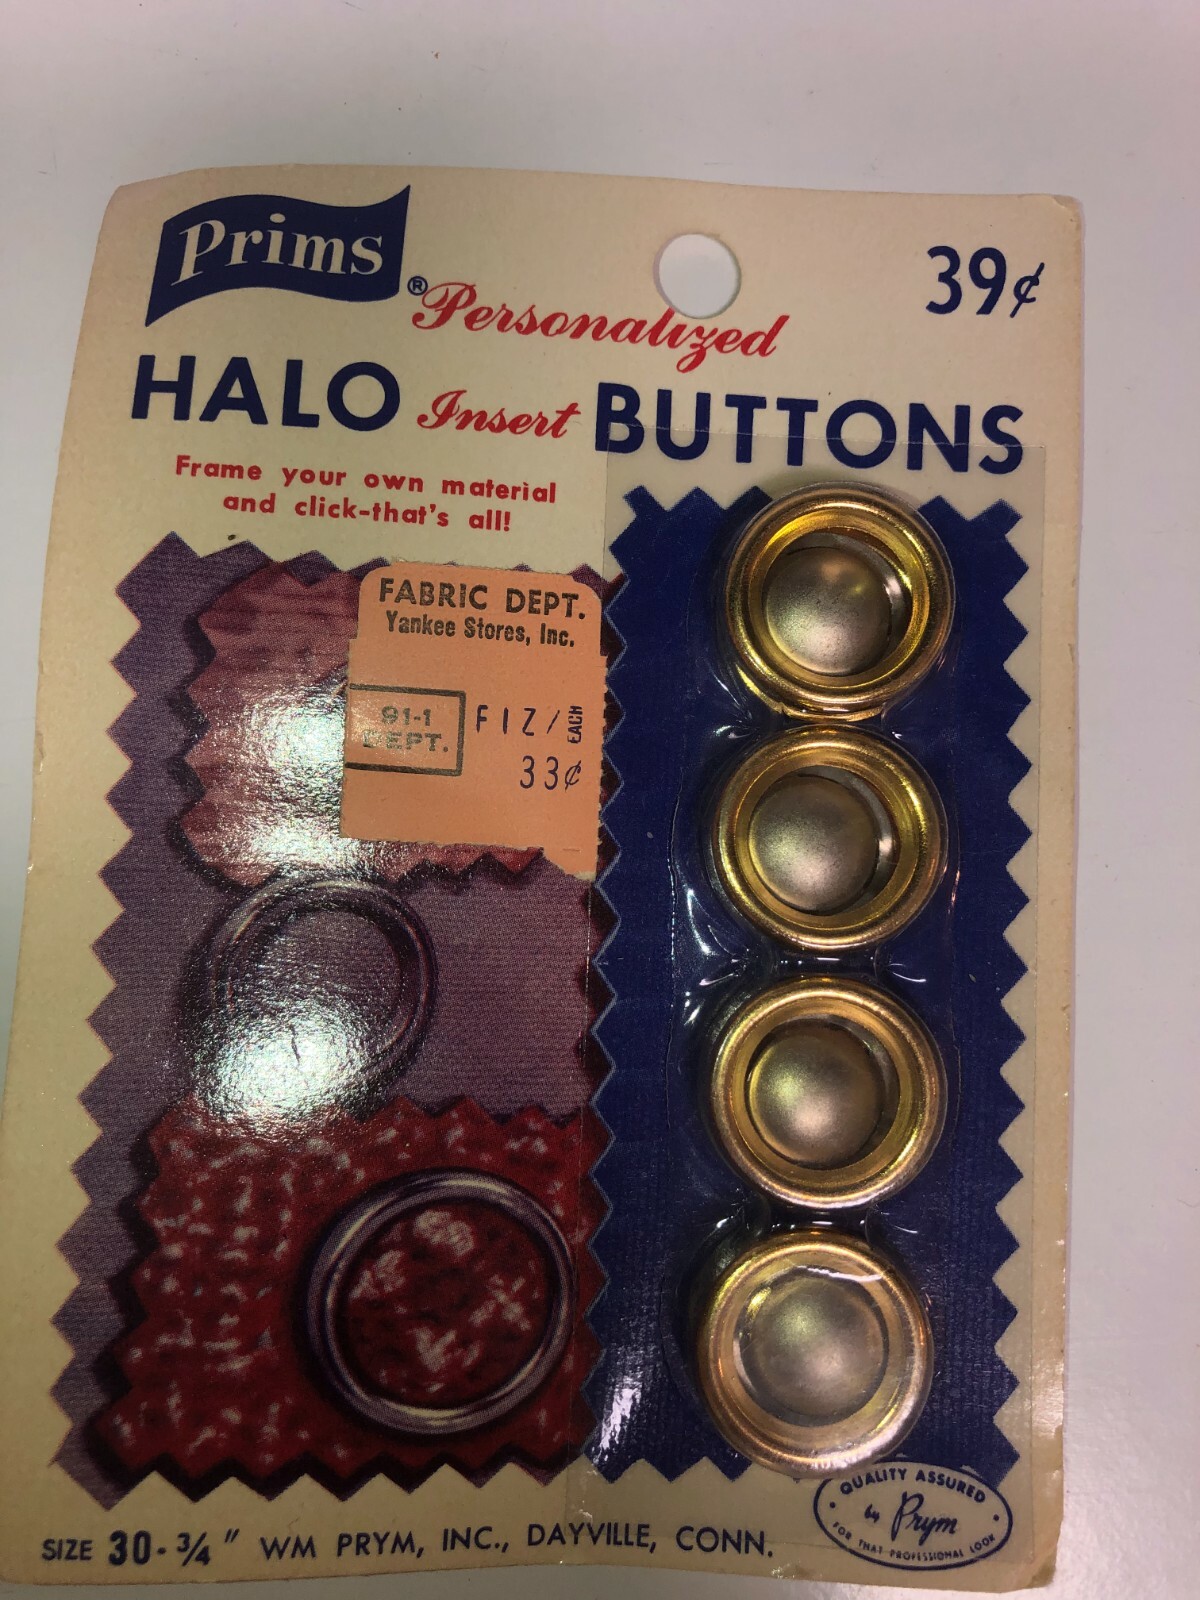 Prims®
39¢
Personalized
HALO Insert BUTTONS
Frame your own material
and click-that's all!
FABRIC DEPT.
Yankee Stores, Inc.
91-1
DEPT.
F1Z/EACH
33¢
QUALITY ASSURED
by Prym
FOR THAT PROFESSIONAL LOOK
SIZE 30-3/4" WM PRYM, INC., DAYVILLE, CONN.